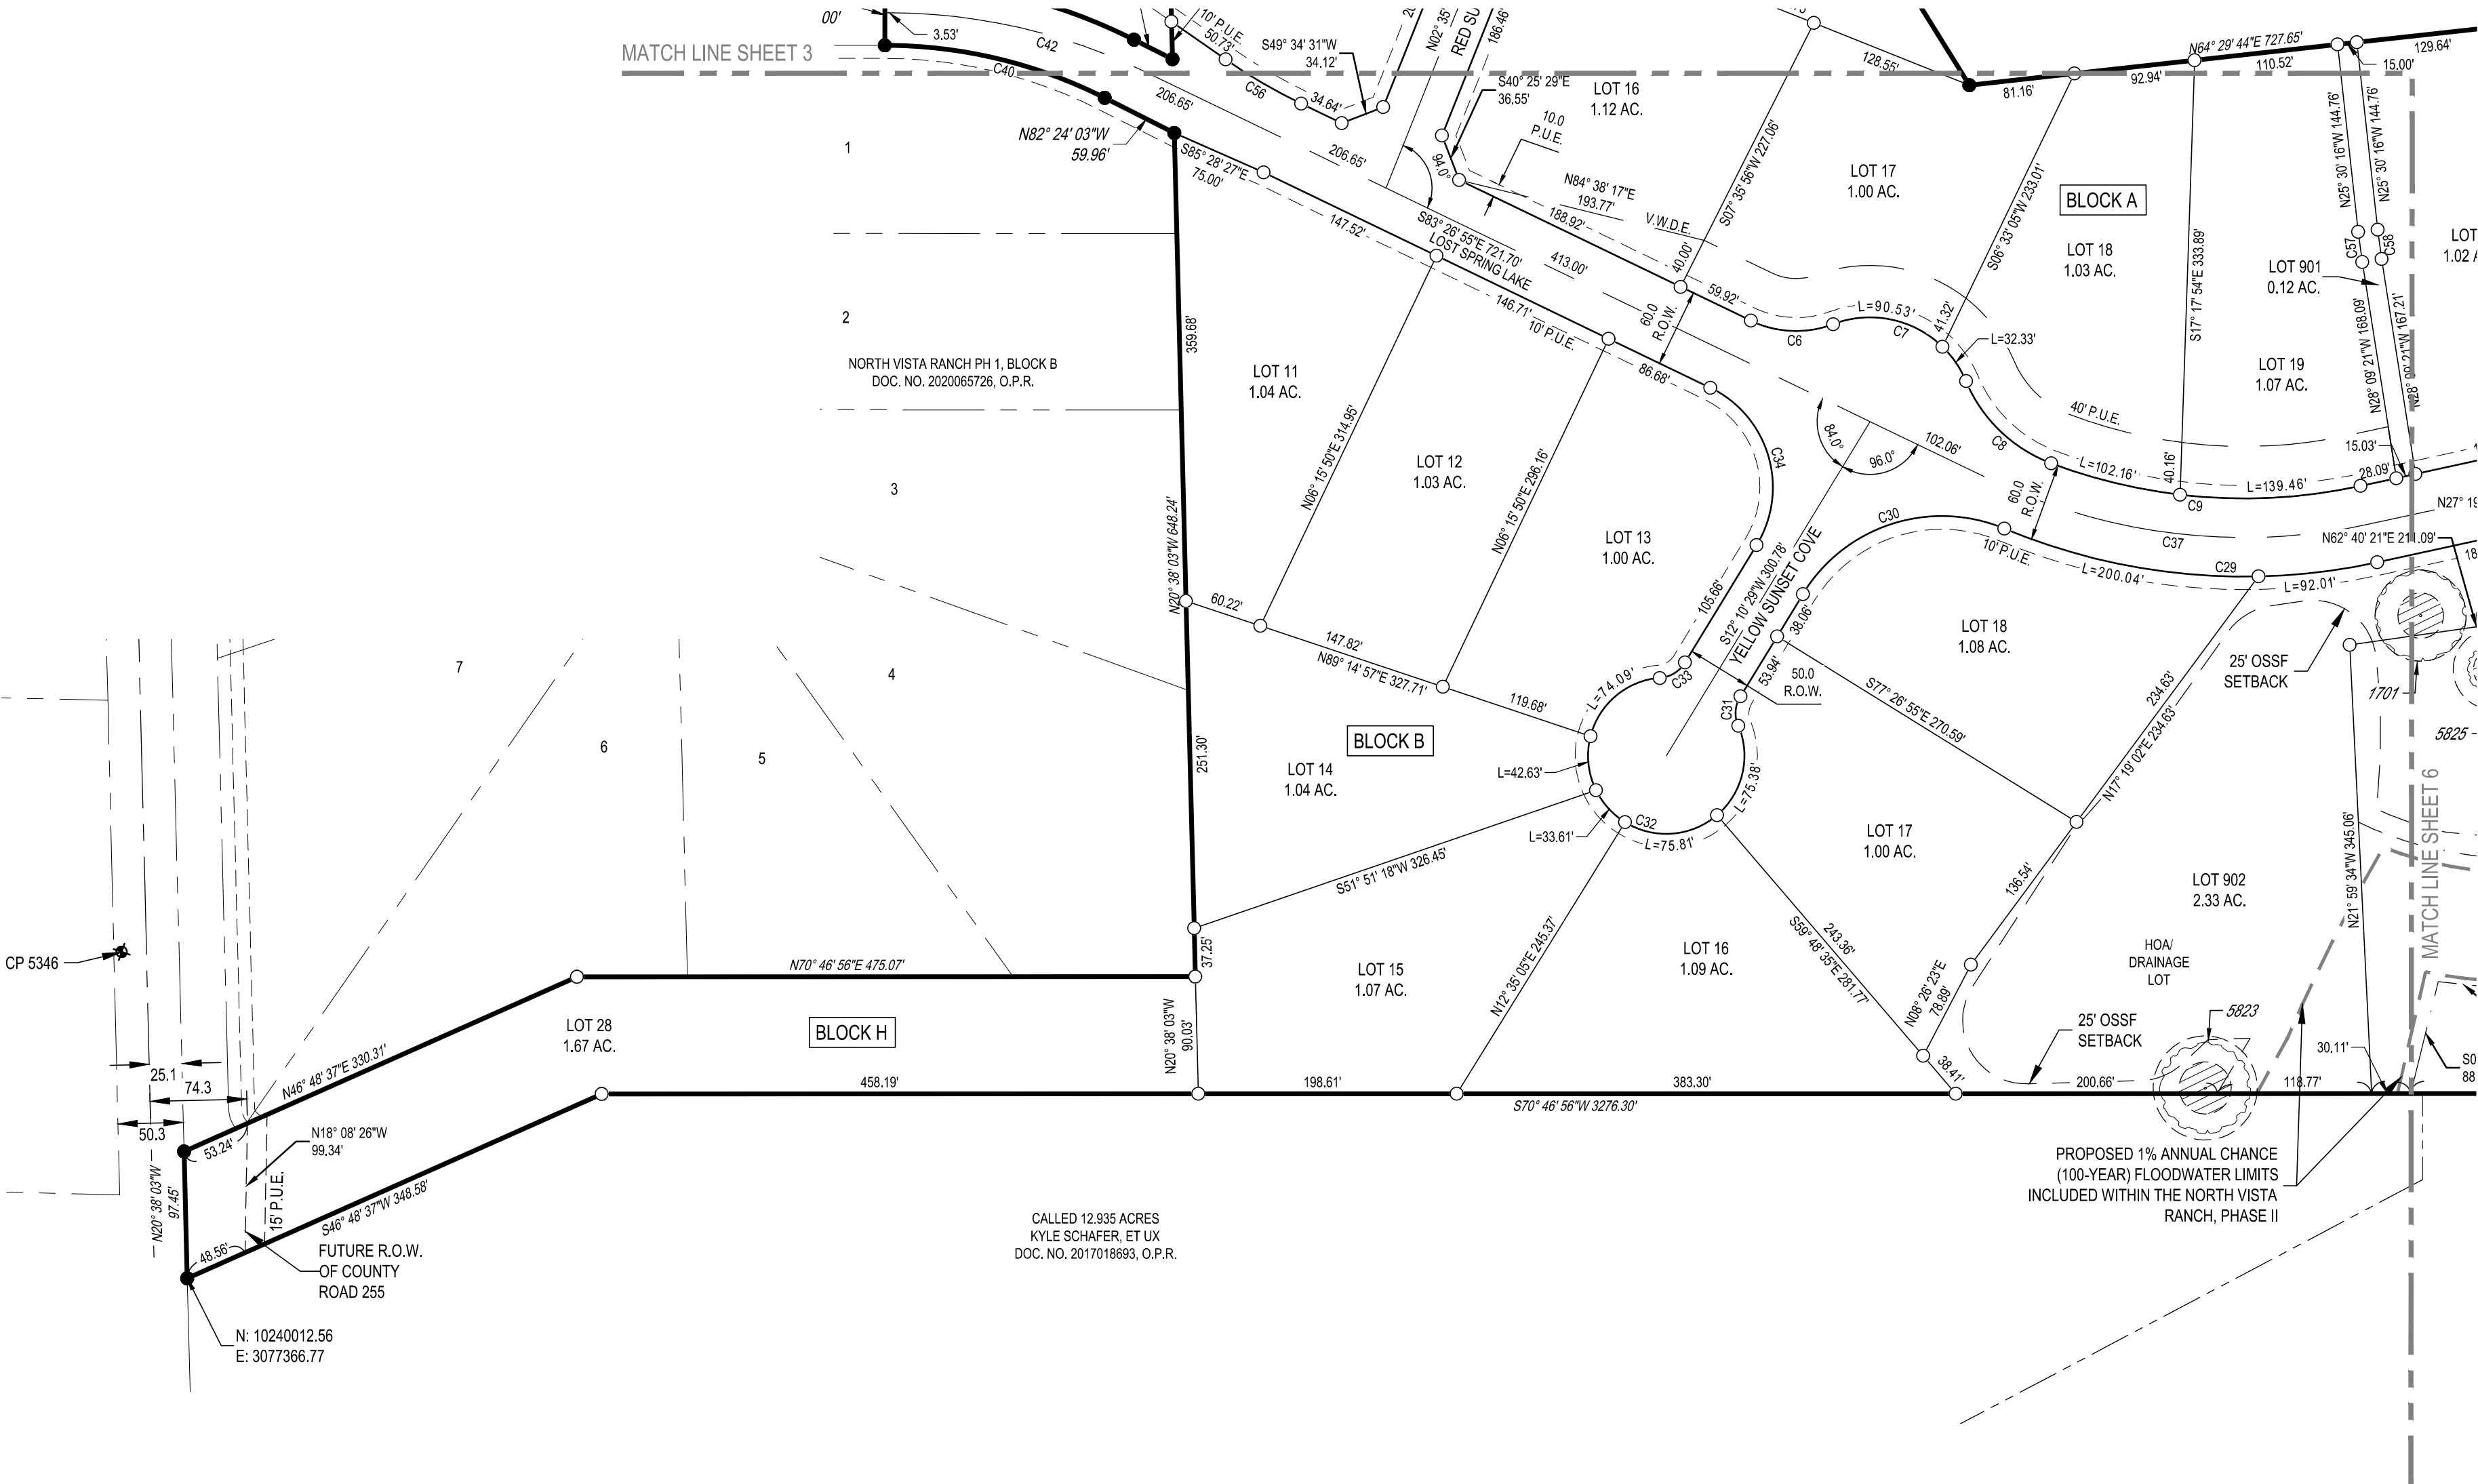 00'
3.53'
C42
10' P.U.E.
50.73'
S49° 34' 31"W
34.12'
N02° 35'
RED SU
186.46'
MATCH LINE SHEET 3
C40
206.65'
C56
34.64'
S40° 25' 29"E
36.55'
LOT 16
1.12 AC.
128.55'
N64° 29' 44"E 727.65'
129.64'
15.00'
110.52'
92.94'
81.16'
N82° 24' 03"W
59.96'
S85° 28' 27"E
75.00'
206.65'
94.0°
10.0
P.U.E.
N84° 38' 17"E
193.77'
188.92'
V.W.D.E.
S07° 35' 56"W 227.06'
40.00'
LOT 17
1.00 AC.
S06° 33' 05"W 233.01'
41.32'
BLOCK A
LOT 18
1.03 AC.
S17° 17' 54"E 333.89'
40.16'
N25° 30' 16"W 144.76'
N25° 30' 16"W 144.76'
C57
C58
LOT 901
0.12 AC.
LOT
1.02 A
N28° 09' 21"W 168.09'
N28° 09' 21"W 167.21'
LOT 19
1.07 AC.
1
2
NORTH VISTA RANCH PH 1, BLOCK B
DOC. NO. 2020065726, O.P.R.
3
147.52'
S83° 26' 55"E 721.70'
LOST SPRING LAKE
413.00'
146.71'
10' P.U.E.
60.0
R.O.W.
59.92'
C6
L=90.53'
C7
L=32.33'
86.68'
359.68'
N20° 38' 03"W 648.24'
LOT 11
1.04 AC.
N06° 15' 50"E 314.95'
LOT 12
1.03 AC.
N06° 15' 50"E 296.16'
LOT 13
1.00 AC.
C34
84.0°
96.0°
102.06'
C8
40' P.U.E.
L=102.16'
60.0
R.O.W.
L=139.46'
C9
28.09'
15.03'
N27° 19
C30
10' P.U.E.
C37
N62° 40' 21"E 211.09'
18
L=200.04'
C29
L=92.01'
105.66'
S12° 10' 29"W 300.78'
YELLOW SUNSET COVE
38.06'
53.94'
50.0
R.O.W.
60.22'
147.82'
N89° 14' 57"E 327.71'
119.68'
L=74.09'
C33
C31
LOT 18
1.08 AC.
S77° 26' 55"E 270.59'
234.63'
N17° 19' 02"E 234.63'
25' OSSF
SETBACK
1701
5825
7
4
6
5
251.30'
BLOCK B
LOT 14
1.04 AC.
L=42.63'
L=33.61'
C32
L=75.81'
L=75.38'
LOT 17
1.00 AC.
136.54'
LOT 902
2.33 AC.
N21° 59' 34"W 345.06'
MATCH LINE SHEET 6
S51° 51' 18"W 326.45'
CP 5346
N70° 46' 56"E 475.07'
37.25'
LOT 15
1.07 AC.
N12° 35' 05"E 245.37'
LOT 16
1.09 AC.
243.36'
S59° 48' 35"E 281.77'
N08° 26' 23"E
78.89'
HOA/
DRAINAGE
LOT
5823
25' OSSF
SETBACK
LOT 28
1.67 AC.
BLOCK H
N20° 38' 03"W
90.03'
25.1
74.3
50.3
N46° 48' 37"E 330.31'
458.19'
198.61'
383.30'
S70° 46' 56"W 3276.30'
38.41'
200.66'
118.77'
30.11'
S0
88
53.24'
N18° 08' 26"W
99.34'
N20° 38' 03"W
97.45'
15' P.U.E.
48.56'
S46° 48' 37"W 348.58'
FUTURE R.O.W.
OF COUNTY
ROAD 255
CALLED 12.935 ACRES
KYLE SCHAFER, ET UX
DOC. NO. 2017018693, O.P.R.
PROPOSED 1% ANNUAL CHANCE
(100-YEAR) FLOODWATER LIMITS
INCLUDED WITHIN THE NORTH VISTA
RANCH, PHASE II
N: 10240012.56
E: 3077366.77